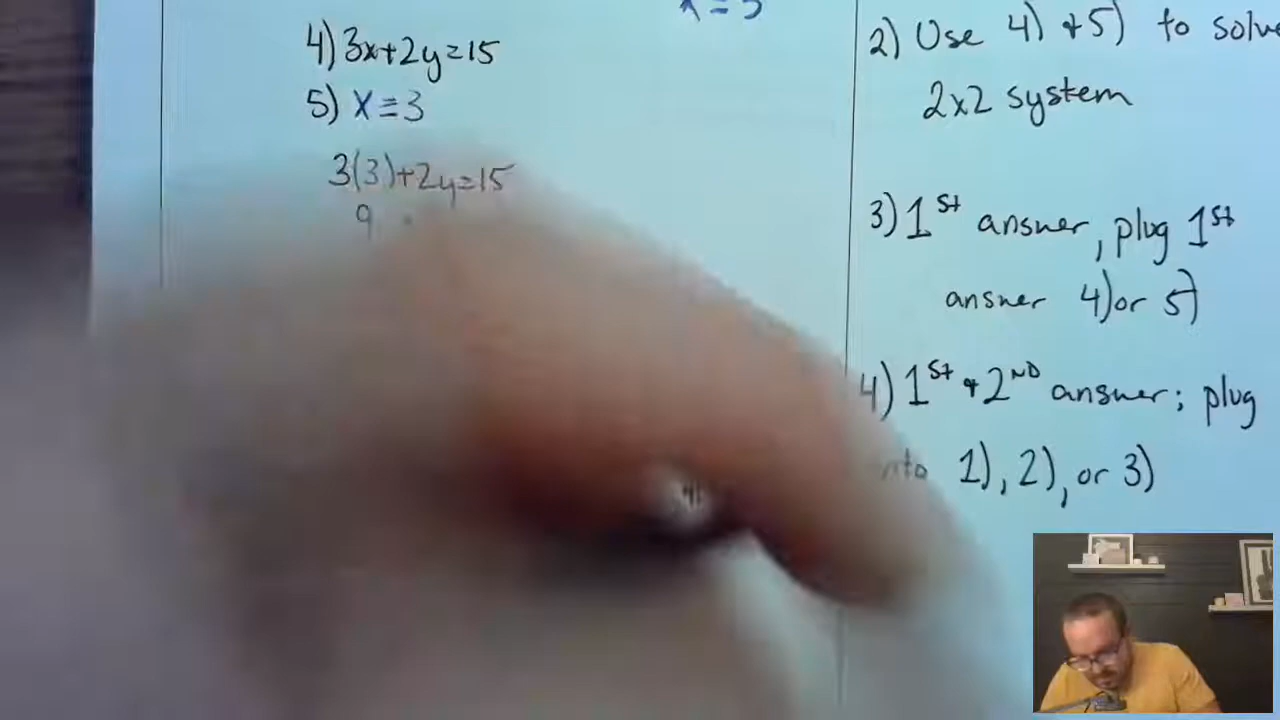 x=3
4) 3x+2y=15
5) x=3
3(3)+2y=15
9
2) Use 4) + 5) to solve
2x2 system
3) 1st answer, plug 1st
answer 4) or 5)
4) 1st + 2ND answer; plug
1), 2), or 3)